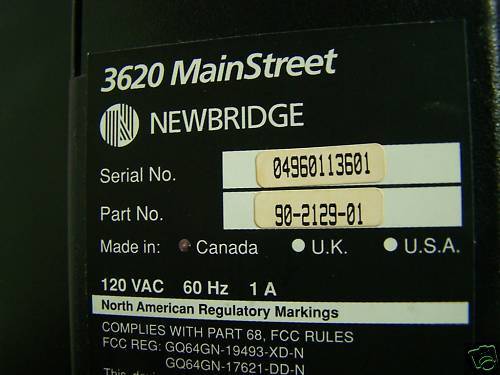 3620 MainStreet
NEWBRIDGE
Serial No. 04960113601
Part No. 90-2129-01
Made in: Canada U.K. U.S.A.
120 VAC 60 Hz 1 A
North American Regulatory Markings
COMPLIES WITH PART 68, FCC RULES
FCC REG: GQ64GN-19493-XD-N
GQ64GN-17621-DD-N
This